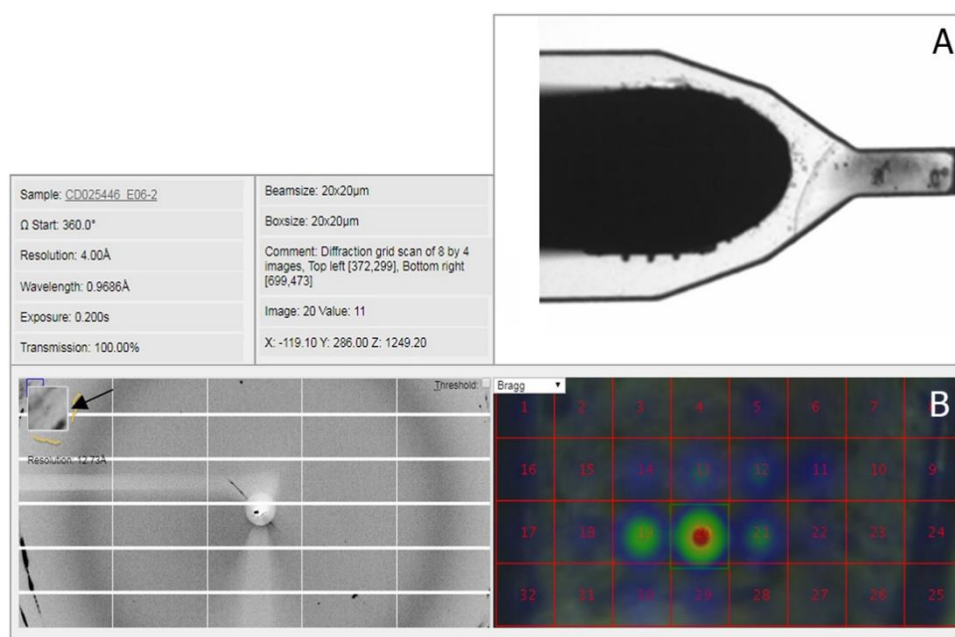 A
Sample: CD025446_E06-2
Ω Start: 360.0°
Resolution: 4.00Å
Wavelength: 0.9686Å
Exposure: 0.200s
Transmission: 100.00%
Beamsize: 20x20µm
Boxsize: 20x20µm
Comment: Diffraction grid scan of 8 by 4
images, Top left [372,299], Bottom right
[699,473]
Image: 20 Value: 11
X: -119.10 Y: 286.00 Z: 1249.20
Threshold:
Resolution: 12.73Å
Bragg
B
1 2 3 4 5 6 7
16 15 14 13 12 11 10 9
17 18 19 21 22 23 24
32 31 29 28 27 26 25